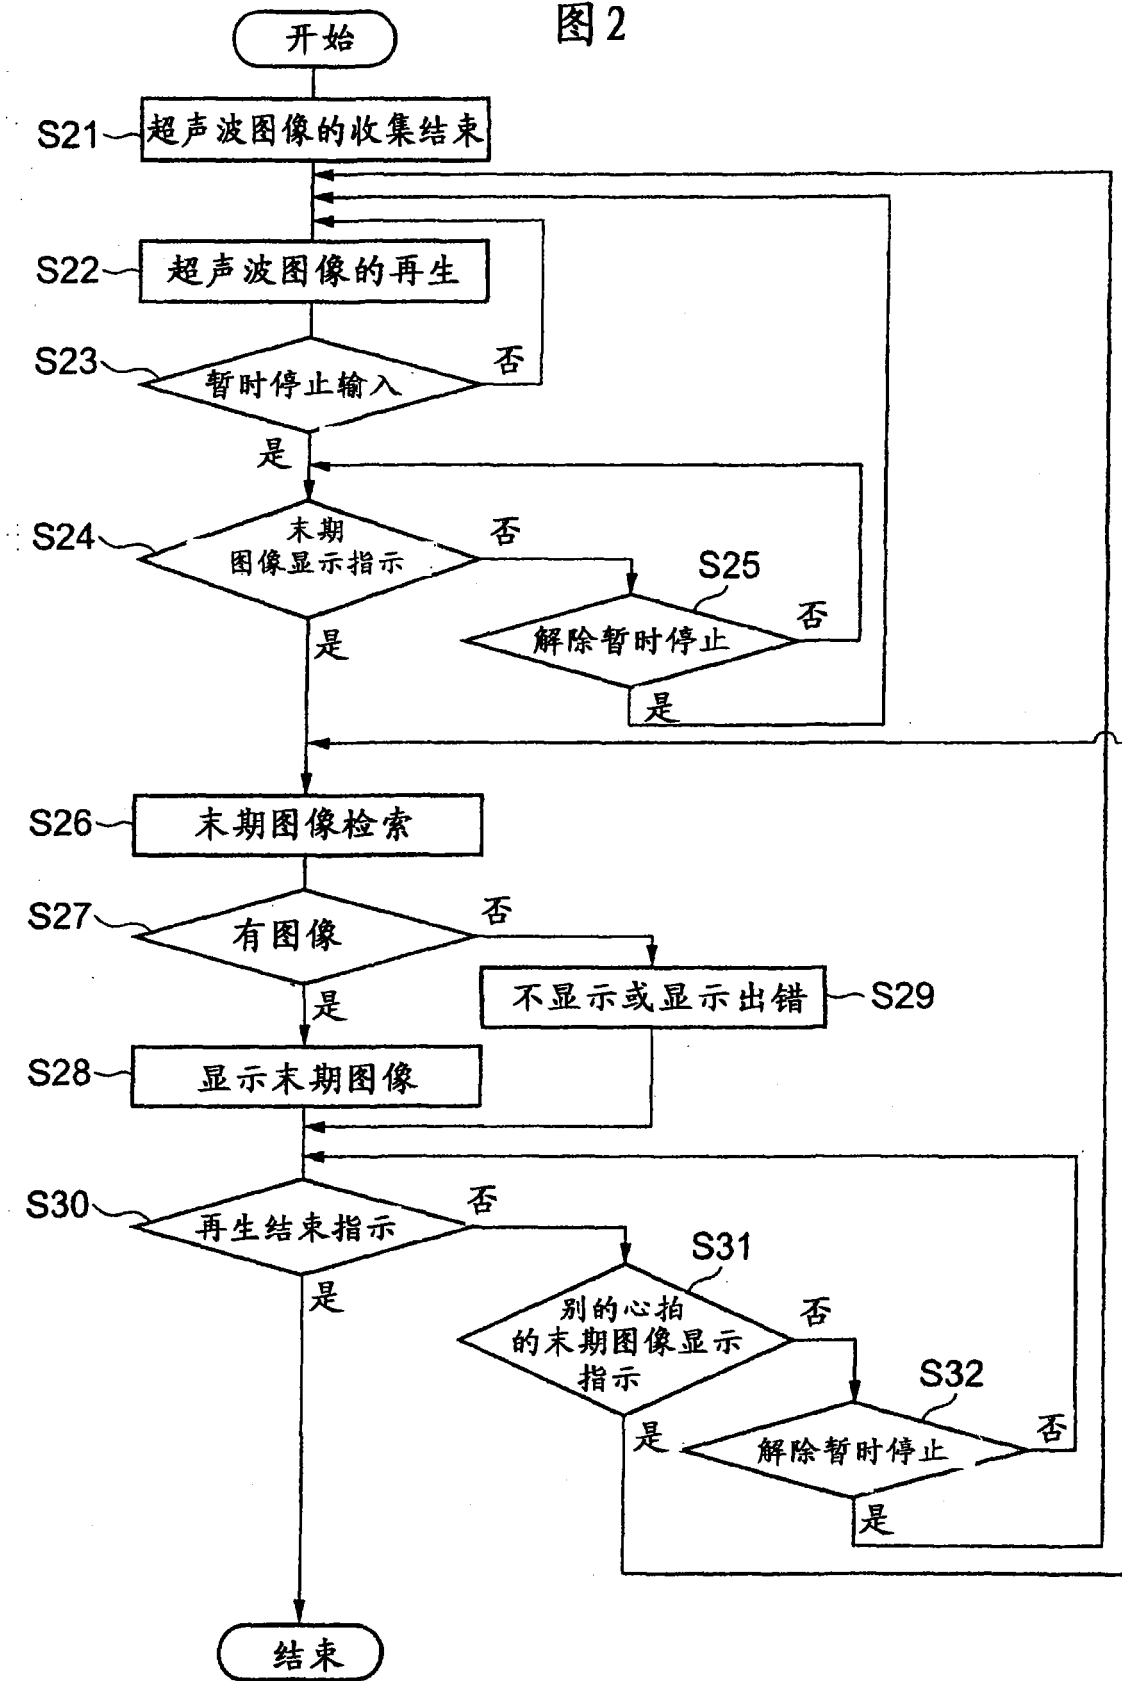 图2
开始
S21
超声波图像的收集结束
S22
超声波图像的再生
S23
暂时停止输入
否
是
S24
末期
图像显示指示
否
是
S25
解除暂时停止
否
是
S26
末期图像检索
S27
有图像
否
是
S29
不显示或显示出错
S28
显示末期图像
S30
再生结束指示
否
是
S31
别的心拍
的末期图像显示
指示
否
是
S32
解除暂时停止
否
是
结束